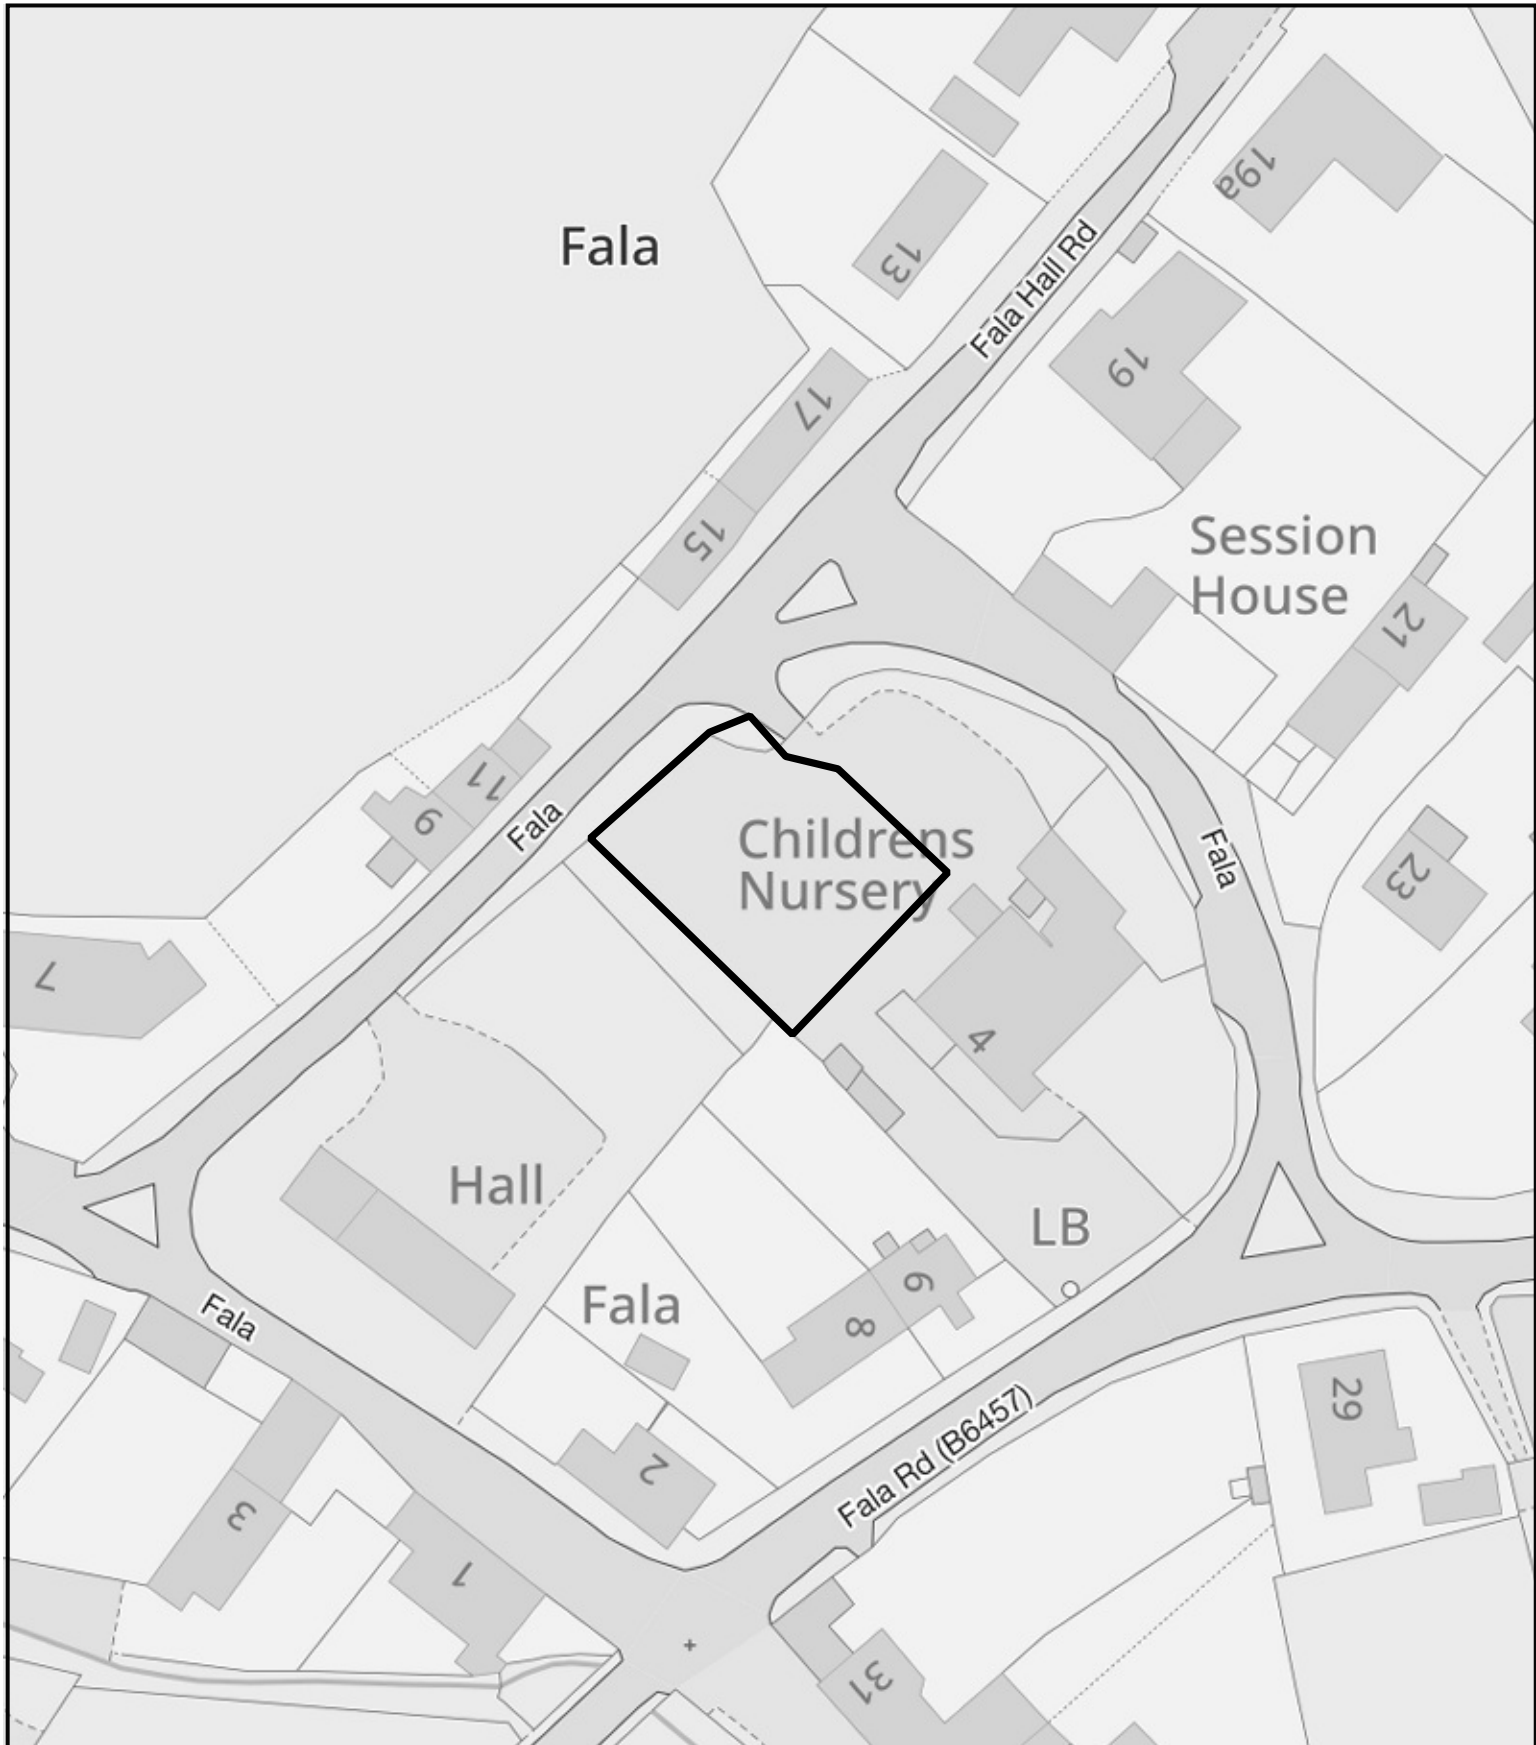 19a
Fala
13
Fala Hall Rd
19
17
Session
House
15
21
11
9
Fala
Childrens
Nursery
Fala
23
7
4
Hall
LB
6
Fala
8
Fala
29
2
Fala Rd (B6457)
3
1
31